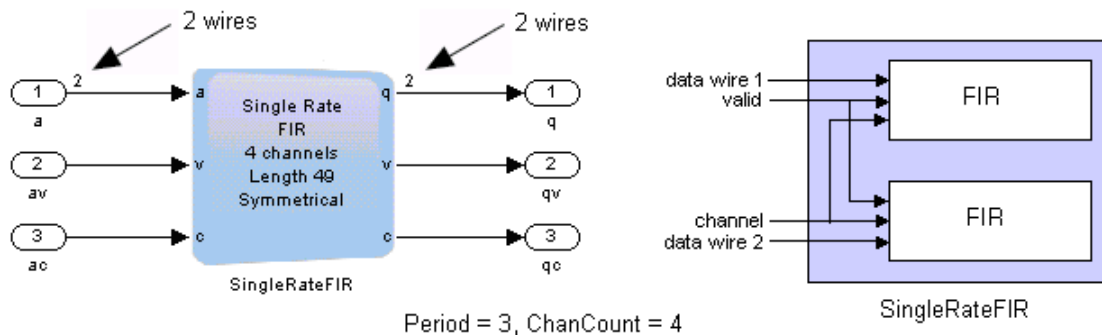 2 wires
2 wires
2
2
1
a
q
1
a
Single Rate
FIR
4 channels
Length 49
Symmetrical
q
2
v
v
2
av
qv
3
c
c
3
ac
qc
SingleRateFIR
data wire 1
valid
FIR
channel
data wire 2
FIR
SingleRateFIR
Period = 3, ChanCount = 4